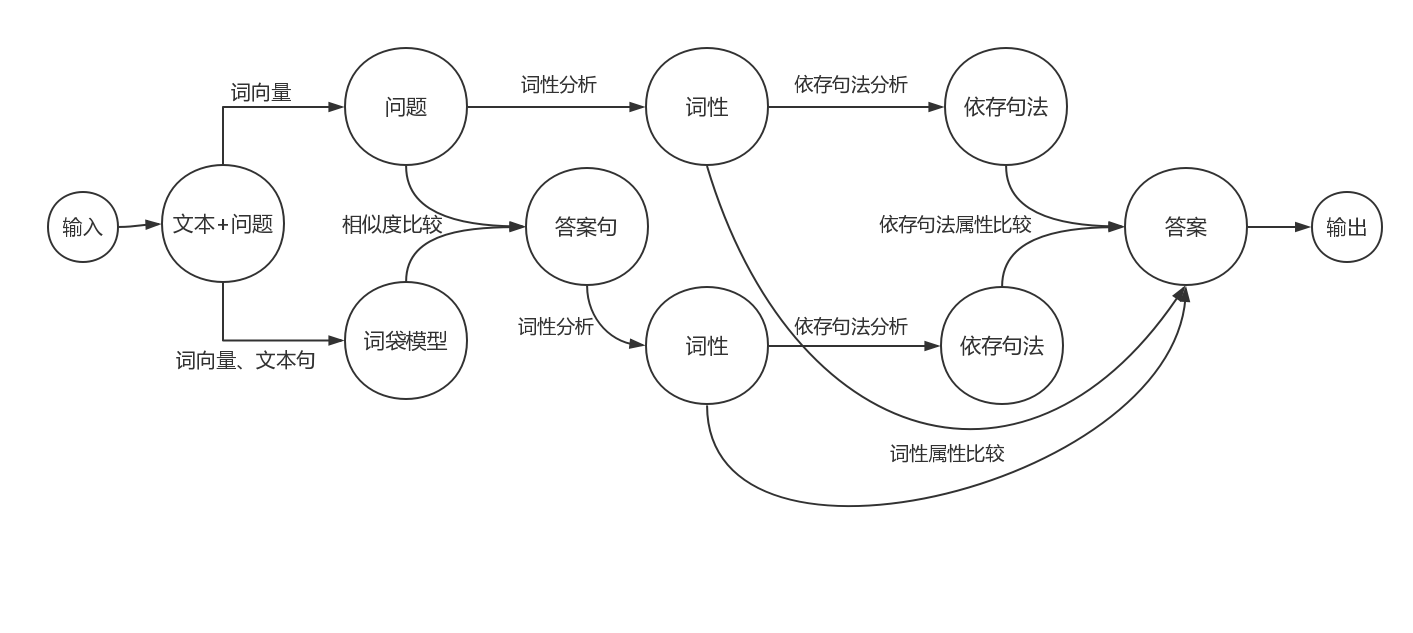 词向量
问题
词性分析
词性
依存句法分析
依存句法
输入
文本+问题
相似度比较
答案句
依存句法属性比较
答案
输出
词向量、文本句
词袋模型
词性分析
词性
依存句法分析
依存句法
词性属性比较